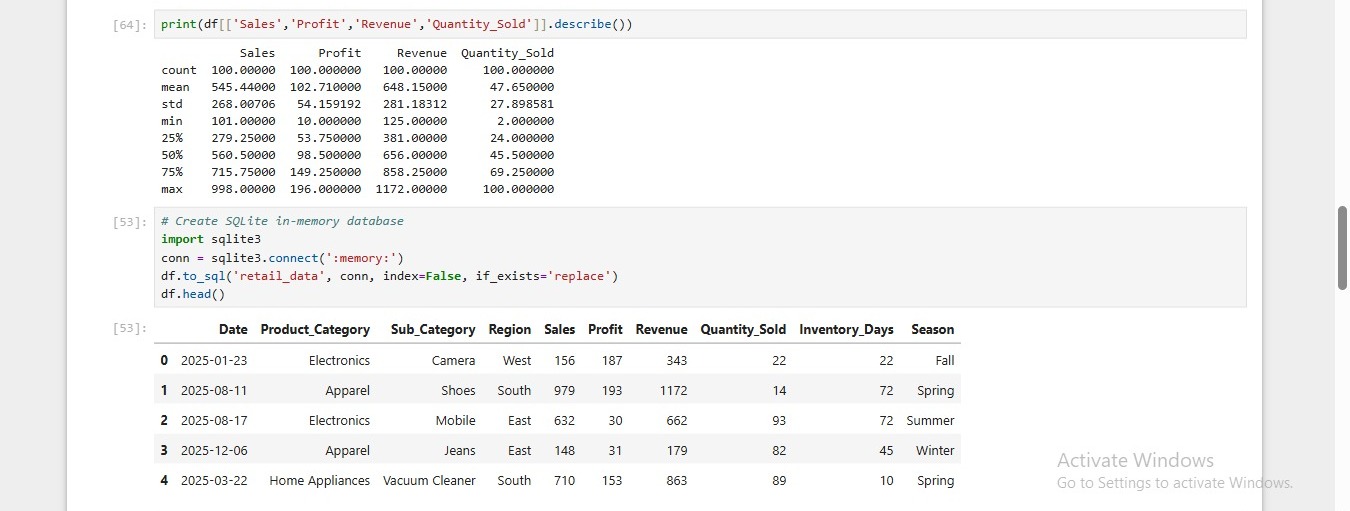 [64]: print(df[['Sales','Profit','Revenue','Quantity_Sold']].describe())
Sales Profit Revenue Quantity_Sold
count 100.00000 100.000000 100.00000 100.000000
mean 545.44000 102.710000 648.15000 47.650000
std 268.00706 54.159192 281.18312 27.898581
min 101.00000 10.000000 125.00000 2.000000
25% 279.25000 53.750000 381.00000 24.000000
50% 560.50000 98.500000 656.00000 45.500000
75% 715.75000 149.250000 858.25000 69.250000
max 998.00000 196.000000 1172.00000 100.000000
[53]: # Create SQLite in-memory database
import sqlite3
conn = sqlite3.connect(':memory:')
df.to_sql('retail_data', conn, index=False, if_exists='replace')
df.head()
[53]: Date Product_Category Sub_Category Region Sales Profit Revenue Quantity_Sold Inventory_Days Season
0 2025-01-23 Electronics Camera West 156 187 343 22 22 Fall
1 2025-08-11 Apparel Shoes South 979 193 1172 14 72 Spring
2 2025-08-17 Electronics Mobile East 632 30 662 93 72 Summer
3 2025-12-06 Apparel Jeans East 148 31 179 82 45 Winter
4 2025-03-22 Home Appliances Vacuum Cleaner South 710 153 863 89 10 Spring
Activate Windows
Go to Settings to activate Windows.